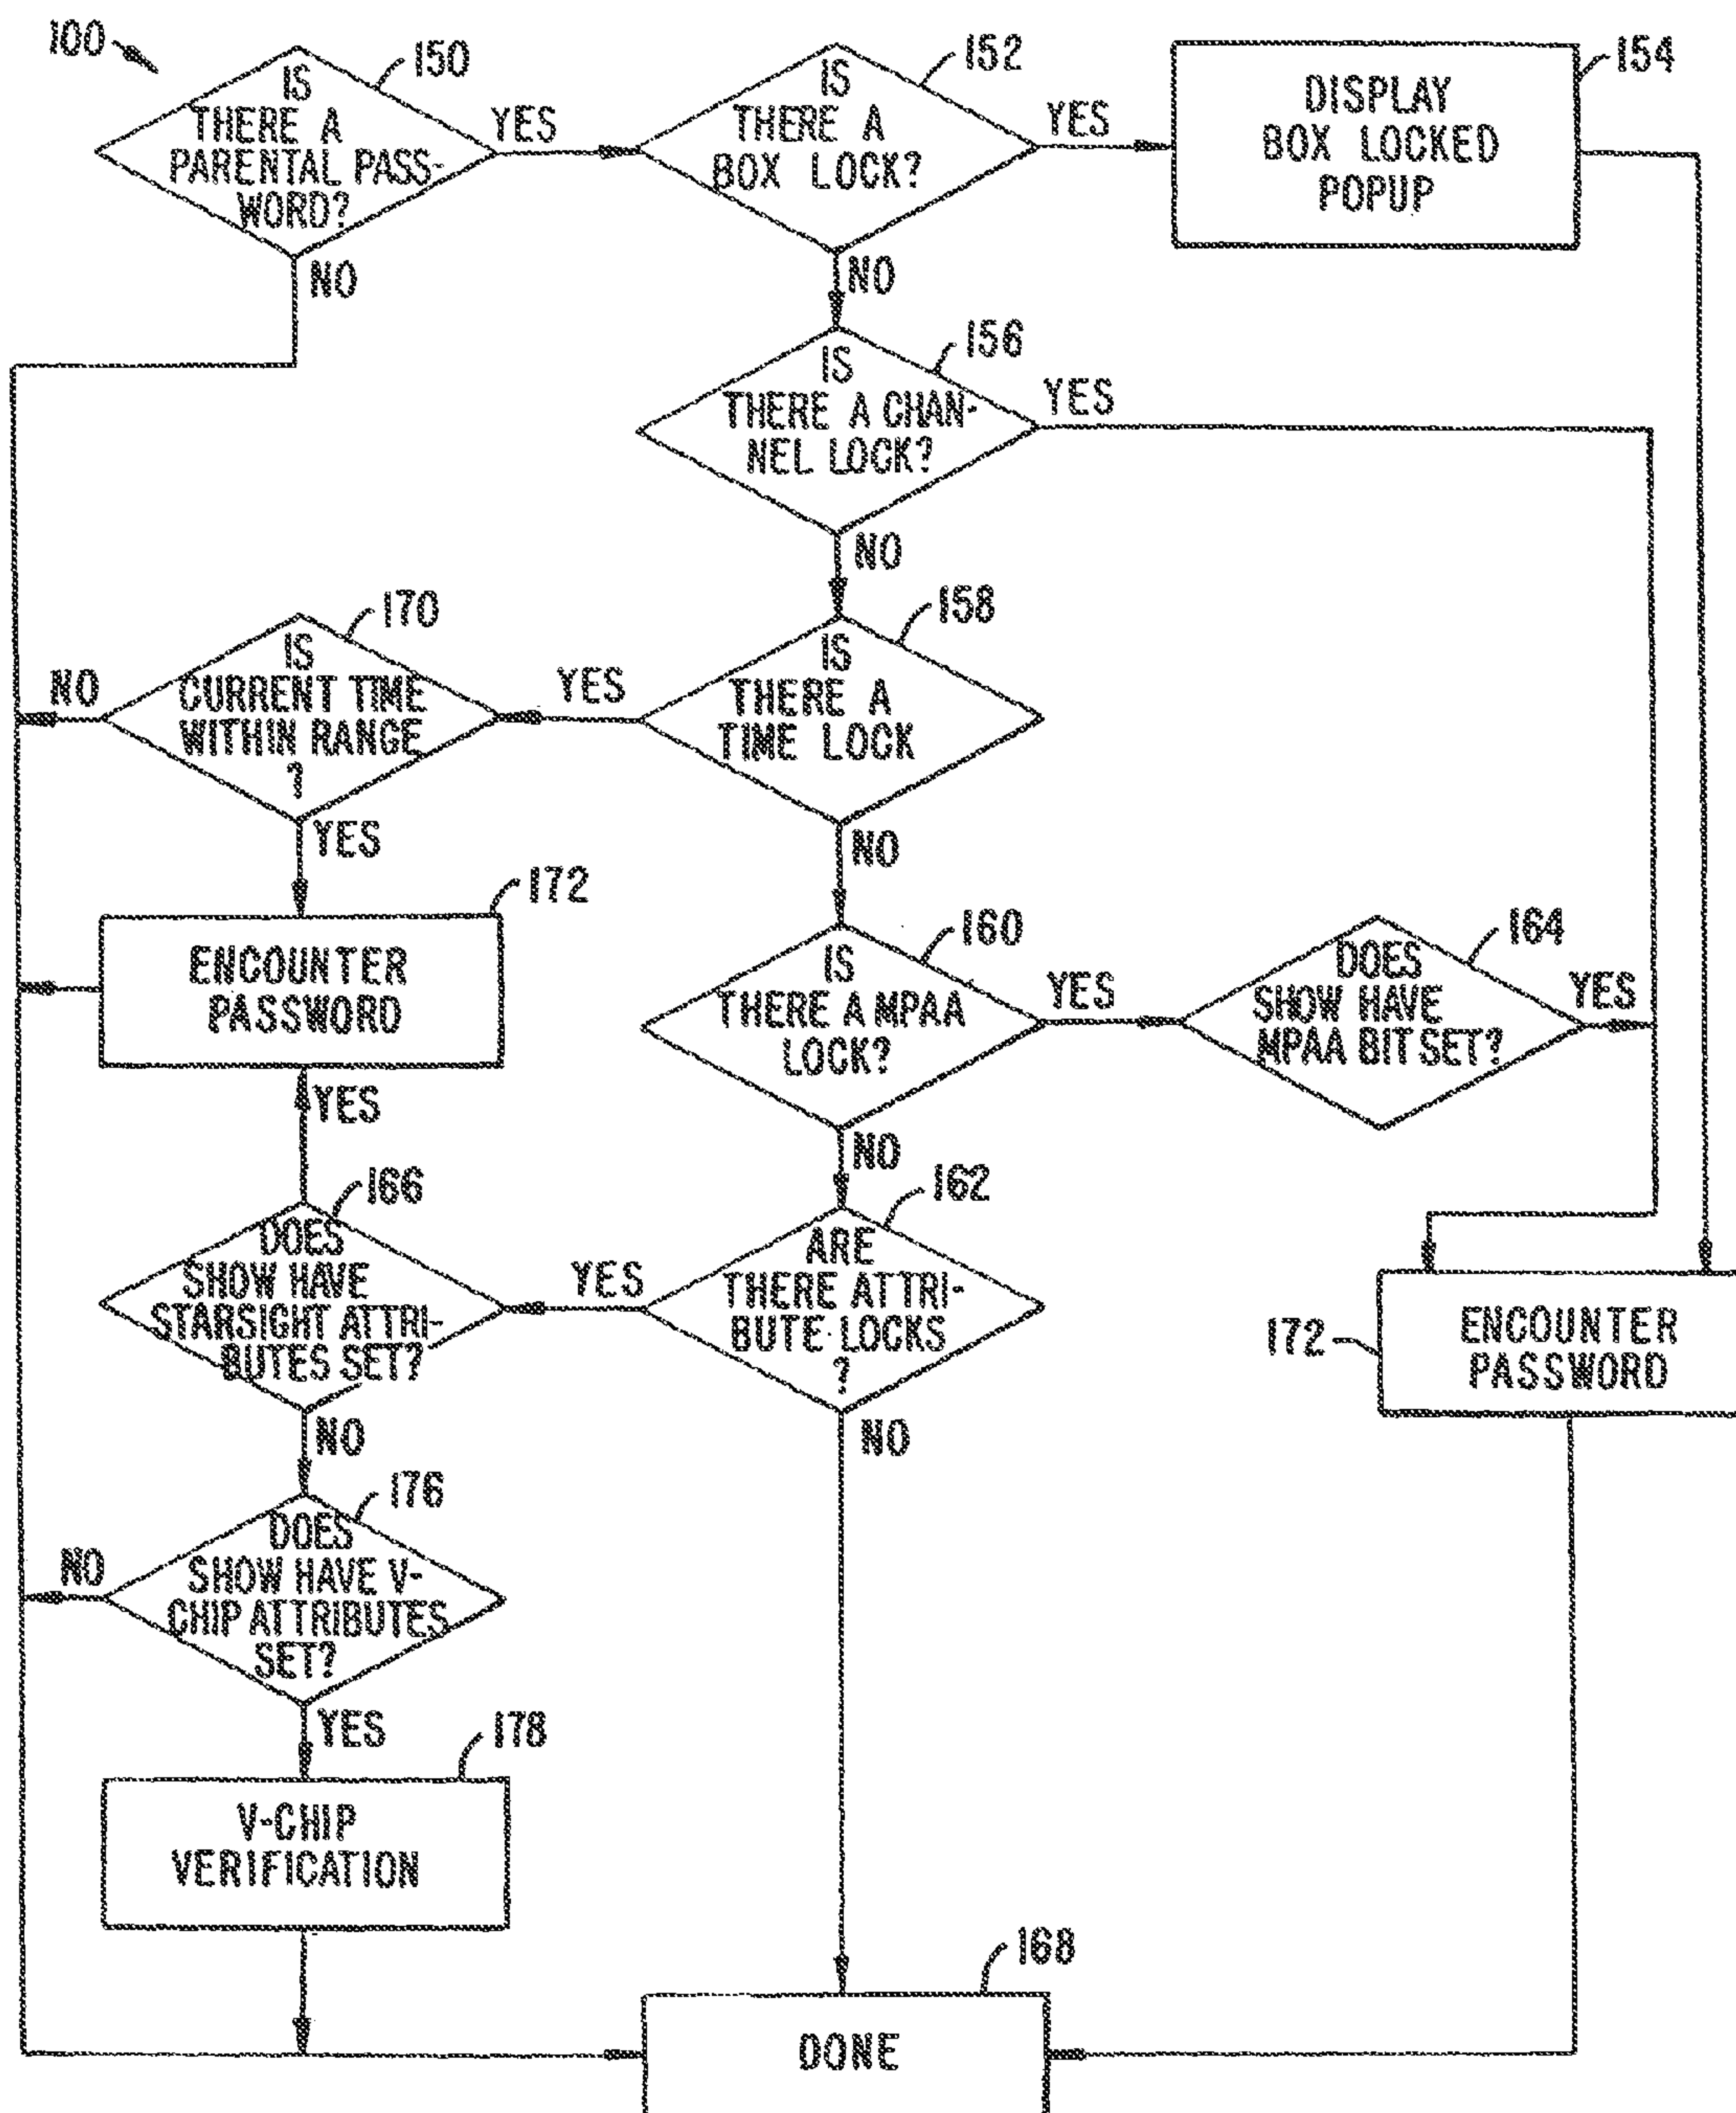 100
150
IS
THERE A
PARENTAL PASS-
WORD?
YES
NO
152
IS
THERE A
BOX LOCK?
YES
NO
154
DISPLAY
BOX LOCKED
POPUP
156
IS
THERE A CHAN-
NEL LOCK?
YES
NO
170
IS
CURRENT TIME
WITHIN RANGE
?
NO
YES
158
IS
THERE A
TIME LOCK
YES
NO
172
ENCOUNTER
PASSWORD
160
IS
THERE A MPAA
LOCK?
YES
NO
164
DOES
SHOW HAVE
MPAA BIT SET?
YES
YES
166
DOES
SHOW HAVE
STARSIGHT ATTRI-
BUTES SET?
NO
162
ARE
THERE ATTRI-
BUTE LOCKS
?
YES
NO
172
ENCOUNTER
PASSWORD
176
DOES
SHOW HAVE V-
CHIP ATTRIBUTES
SET?
NO
YES
178
V-CHIP
VERIFICATION
168
DONE